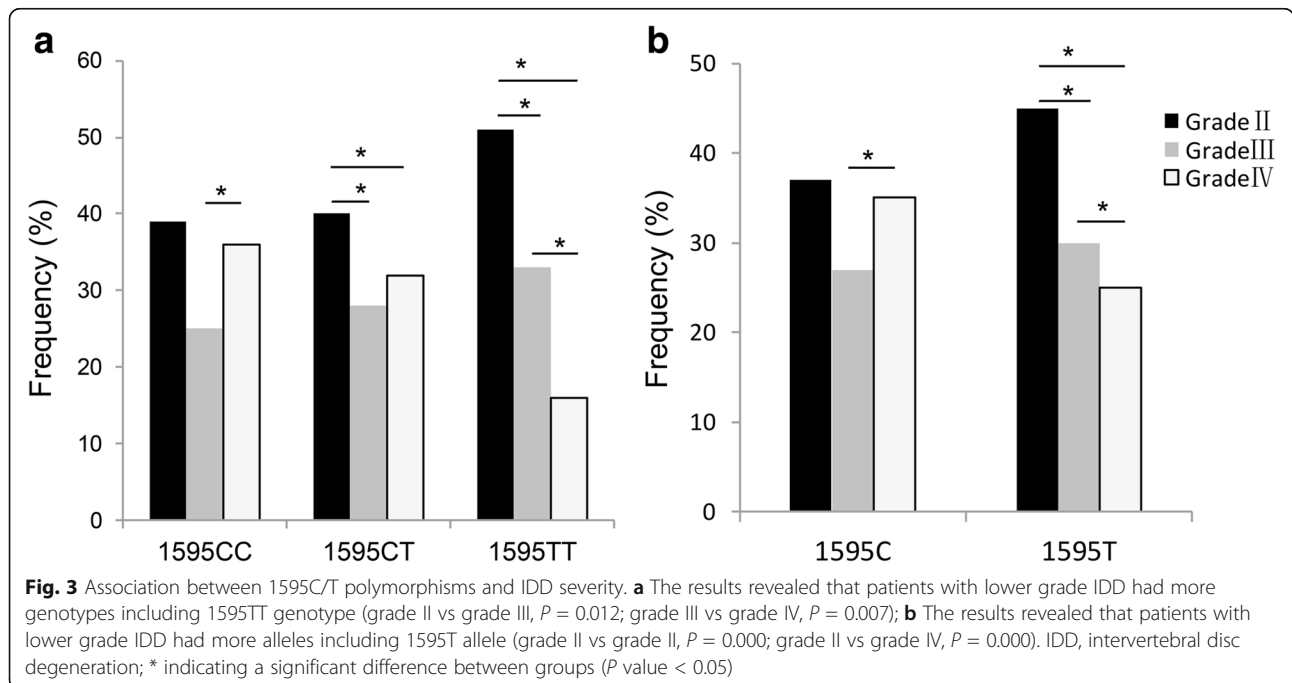 a
60
50
40
30
20
10
0
Frequency (%)
* * * * * *
1595CC 1595CT 1595TT
b
50
40
30
20
10
0
Frequency (%)
* * * *
1595C 1595T
Grade II
GradeIII
GradeIV
Fig. 3 Association between 1595C/T polymorphisms and IDD severity. a The results revealed that patients with lower grade IDD had more
genotypes including 1595TT genotype (grade II vs grade III, P = 0.012; grade III vs grade IV, P = 0.007); b The results revealed that patients with
lower grade IDD had more alleles including 1595T allele (grade II vs grade II, P = 0.000; grade II vs grade IV, P = 0.000). IDD, intervertebral disc
degeneration; * indicating a significant difference between groups (P value < 0.05)